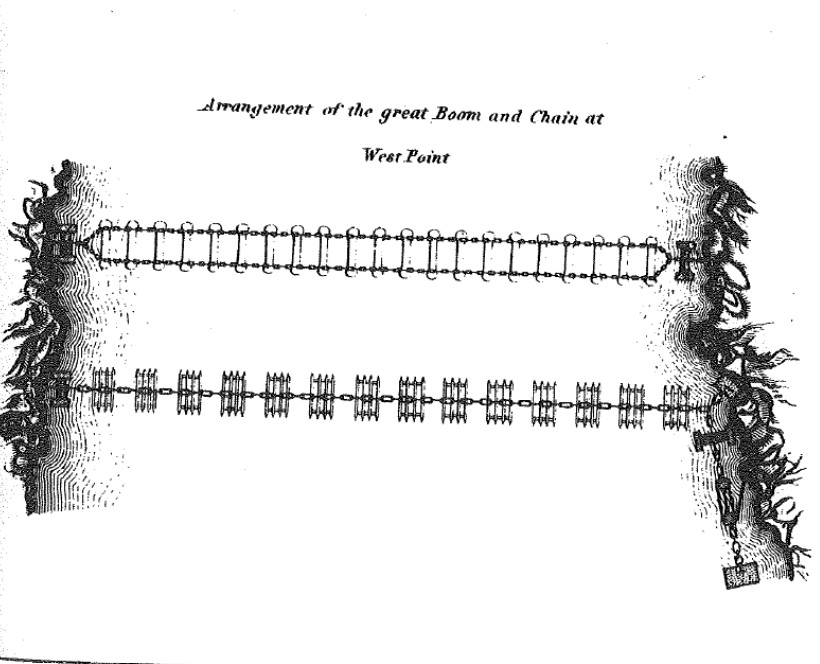 Arrangement of the great Boom and Chain at
West Point